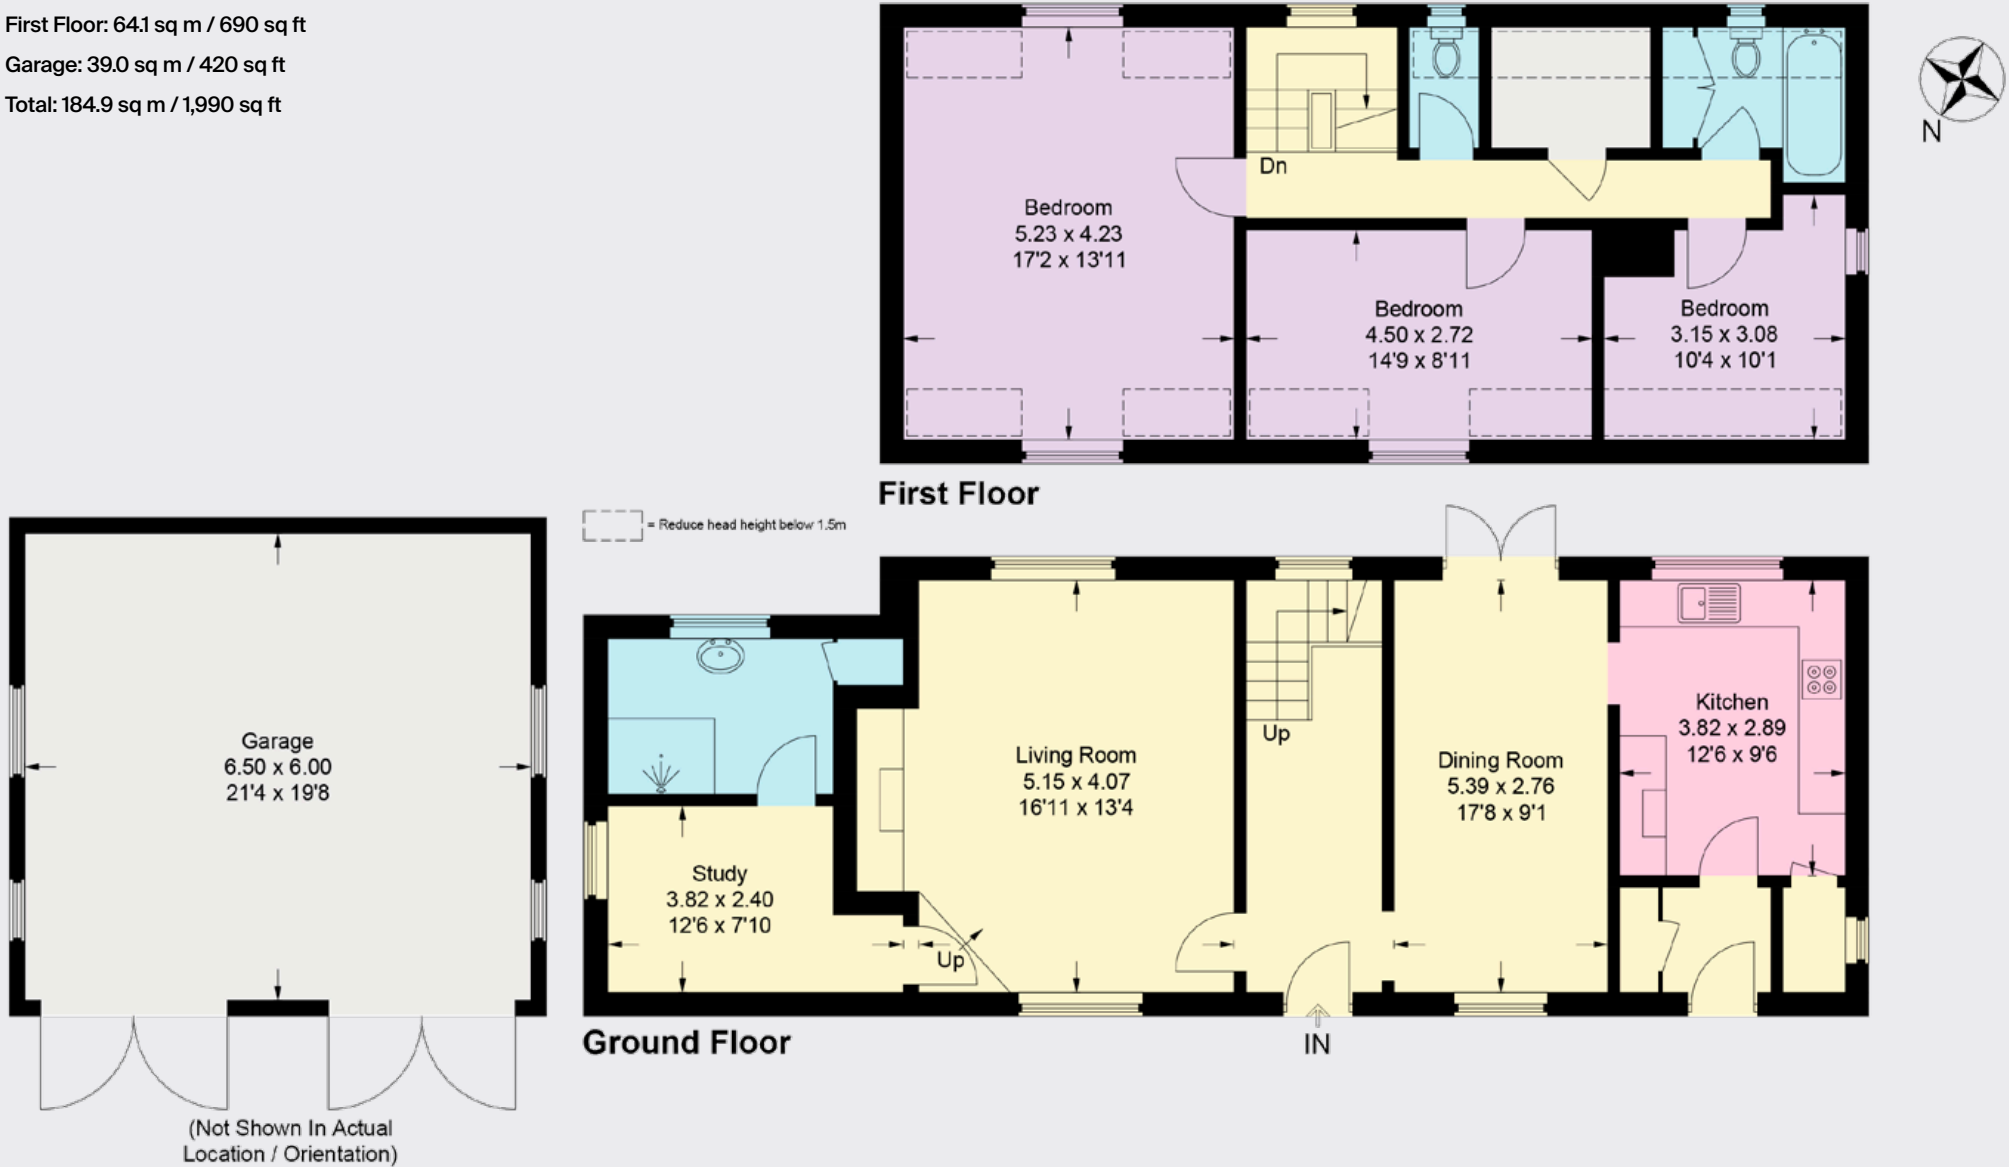 First Floor: 64.1 sq m / 690 sq ft
Garage: 39.0 sq m / 420 sq ft
Total: 184.9 sq m / 1,990 sq ft
N
Dn
Bedroom
5.23 x 4.23
17'2 x 13'11
Bedroom
4.50 x 2.72
14'9 x 8'11
Bedroom
3.15 x 3.08
10'4 x 10'1
First Floor
= Reduce head height below 1.5m
Garage
6.50 x 6.00
21'4 x 19'8
(Not Shown In Actual
Location / Orientation)
Study
3.82 x 2.40
12'6 x 7'10
Up
Living Room
5.15 x 4.07
16'11 x 13'4
Up
Dining Room
5.39 x 2.76
17'8 x 9'1
Kitchen
3.82 x 2.89
12'6 x 9'6
Ground Floor
IN